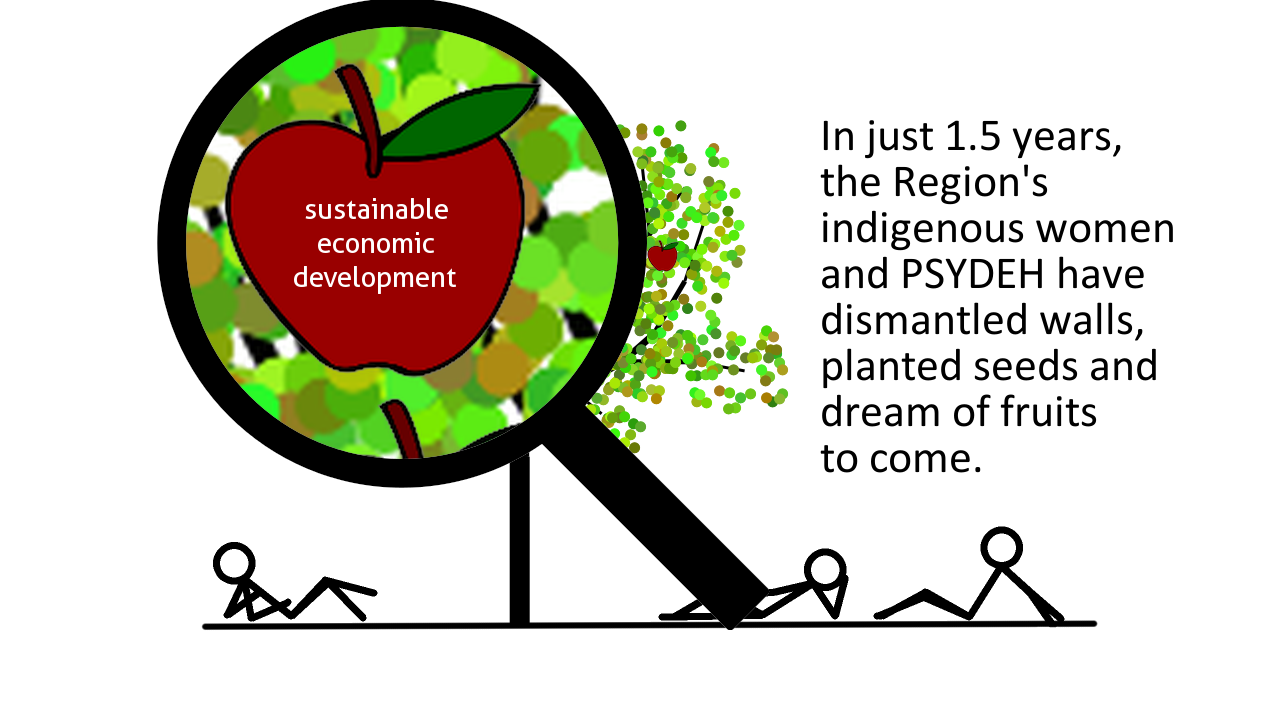 sustainable
economic
development
In just 1.5 years,
the Region's
indigenous women
and PSYDEH have
dismantled walls,
planted seeds and
dream of fruits
to come.